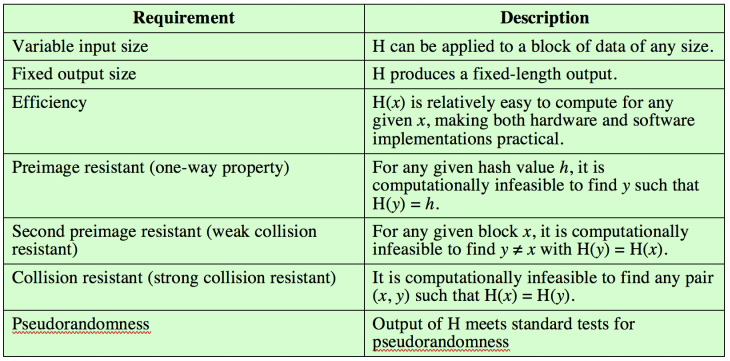 Requirement Description
Variable input size H can be applied to a block of data of any size.
Fixed output size H produces a fixed-length output.
Efficiency H(x) is relatively easy to compute for any
given x, making both hardware and software
implementations practical.
Preimage resistant (one-way property) For any given hash value h, it is
computationally infeasible to find y such that
H(y) = h.
Second preimage resistant (weak collision
resistant)
For any given block x, it is computationally
infeasible to find y ≠ x with H(y) = H(x).
Collision resistant (strong collision resistant) It is computationally infeasible to find any pair
(x, y) such that H(x) = H(y).
Pseudorandomness Output of H meets standard tests for
pseudorandomness